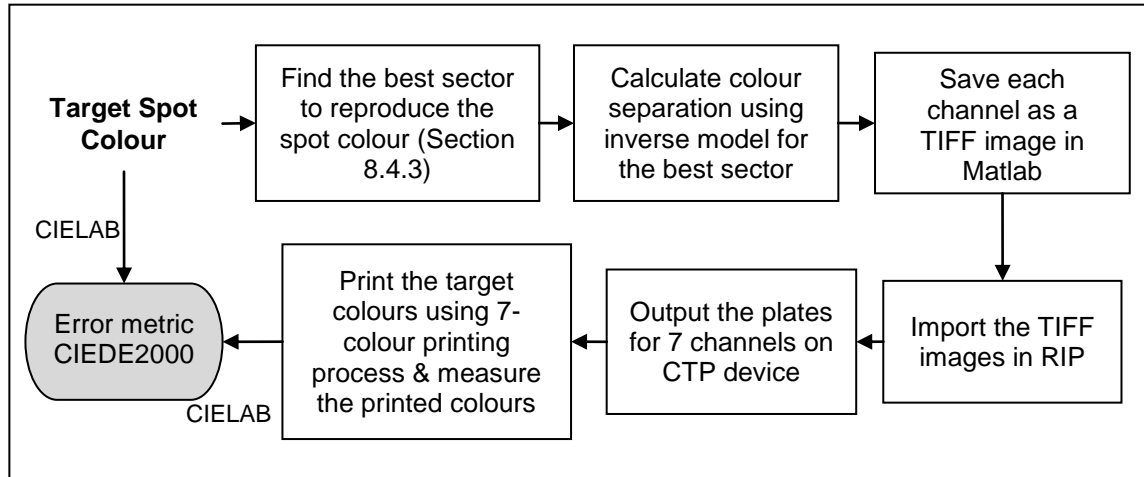 Target Spot
Colour
Find the best sector
to reproduce the
spot colour (Section
8.4.3)
Calculate colour
separation using
inverse model for
the best sector
Save each
channel as a
TIFF image in
Matlab
Import the TIFF
images in RIP
Output the plates
for 7 channels on
CTP device
Print the target
colours using 7-
colour printing
process & measure
the printed colours
CIELAB
Error metric
CIEDE2000
CIELAB